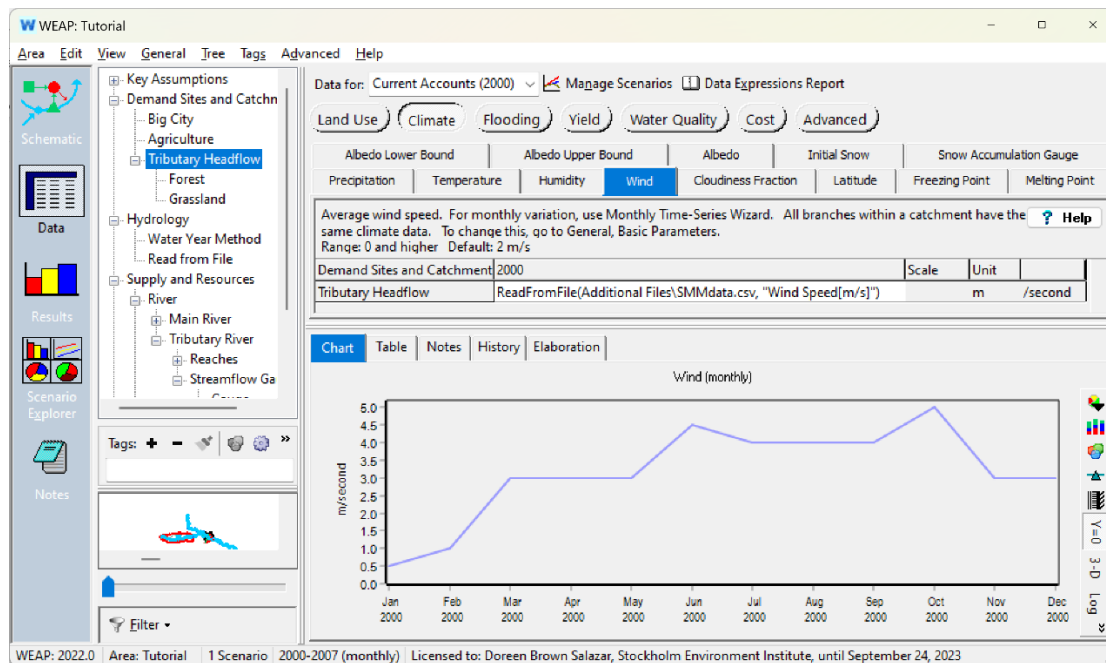 WEAP: Tutorial
Area Edit View General Tree Tags Advanced Help
Schematic
Data
Results
Scenario
Explorer
Notes
Key Assumptions
Demand Sites and Catchn
Big City
Agriculture
Tributary Headflow
Forest
Grassland
Hydrology
Water Year Method
Read from File
Supply and Resources
River
Main River
Tributary River
Reaches
Streamflow Ga
Tags:
Filter
Data for: Current Accounts (2000) Manage Scenarios Data Expressions Report
Land Use Climate Flooding Yield Water Quality Cost Advanced
Albedo Lower Bound Albedo Upper Bound Albedo Initial Snow Snow Accumulation Gauge
Precipitation Temperature Humidity Wind Cloudiness Fraction Latitude Freezing Point Melting Point
Average wind speed. For monthly variation, use Monthly Time-Series Wizard. All branches within a catchment have the
same climate data. To change this, go to General, Basic Parameters.
Range: 0 and higher Default: 2 m/s
? Help
Demand Sites and Catchment 2000 Scale Unit
Tributary Headflow ReadFromFile(Additional Files\SMMdata.csv, "Wind Speed[m/s]") m /second
Chart Table Notes History Elaboration
Wind (monthly)
m/second
5.0
4.5
4.0
3.5
3.0
2.5
2.0
1.5
1.0
0.5
0.0
Jan Feb Mar Apr May Jun Jul Aug Sep Oct Nov Dec
2000 2000 2000 2000 2000 2000 2000 2000 2000 2000 2000 2000
Y=0
3-D
Log
WEAP: 2022.0 Area: Tutorial 1 Scenario 2000-2007 (monthly) Licensed to: Doreen Brown Salazar, Stockholm Environment Institute, until September 24, 2023